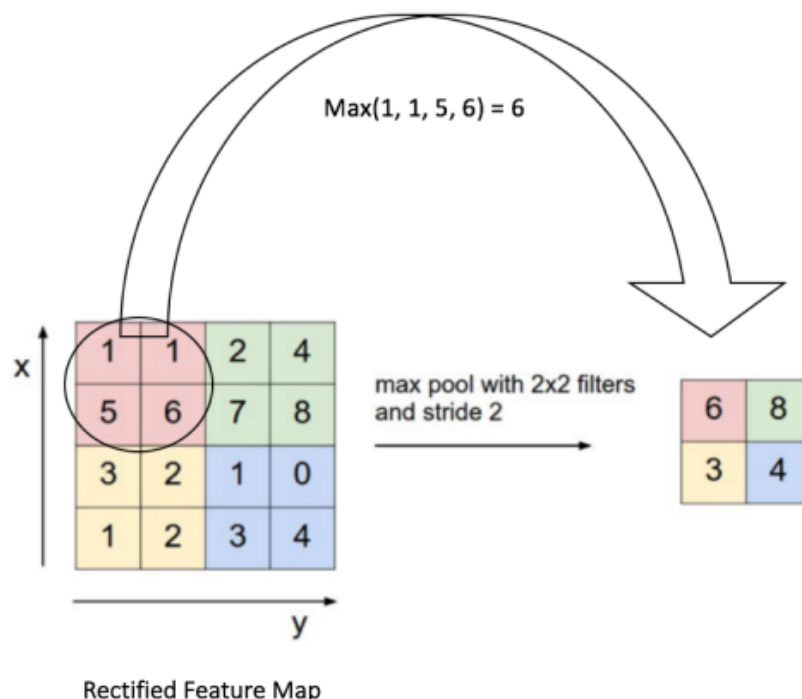 Max(1, 1, 5, 6) = 6
x
1 1 2 4
5 6 7 8
3 2 1 0
1 2 3 4
y
max pool with 2x2 filters
and stride 2
6 8
3 4
Rectified Feature Map